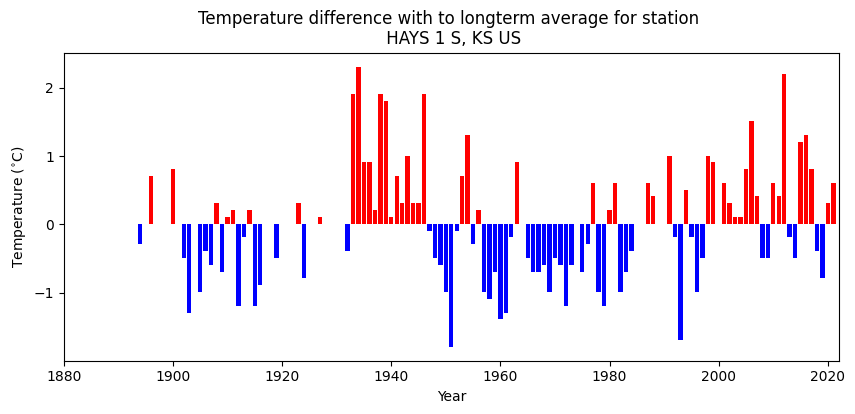 Temperature difference with to longterm average for station
HAYS 1 S, KS US
Temperature (°C)
2
1
0
−1
1880 1900 1920 1940 1960 1980 2000 2020
Year